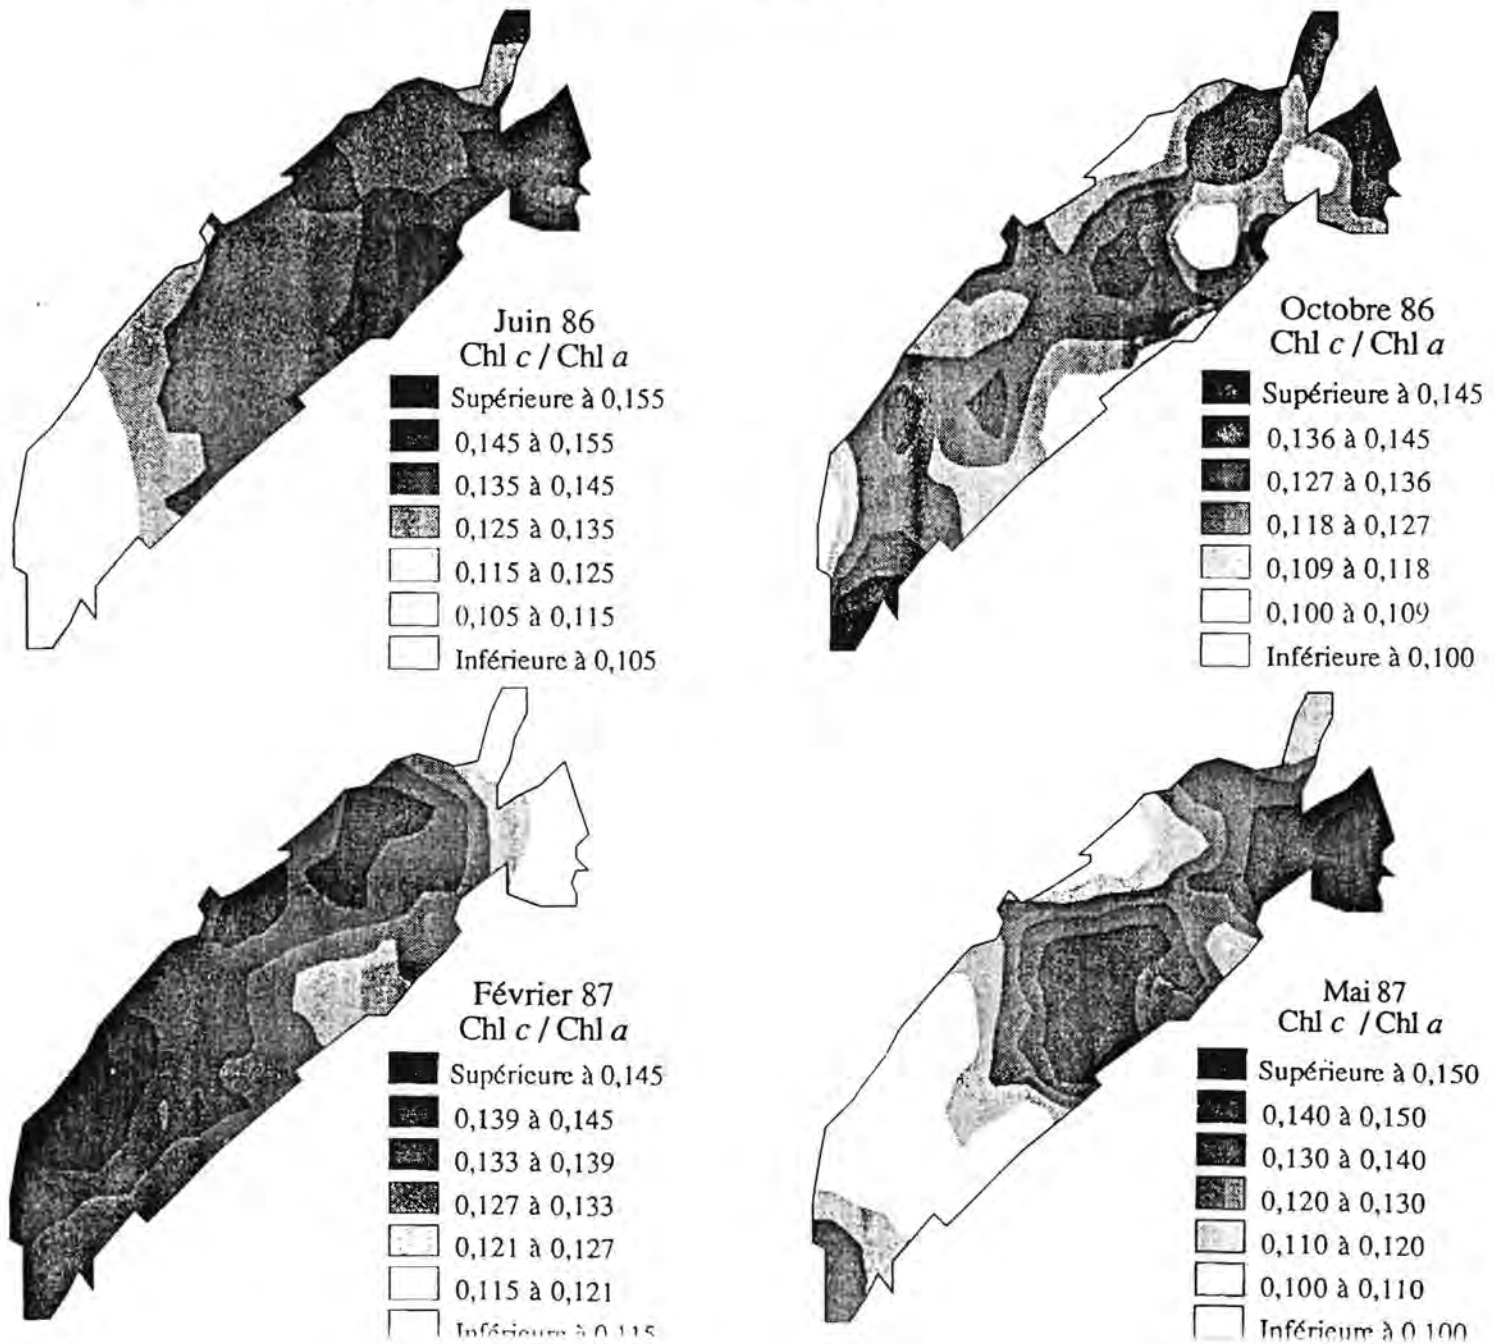 Juin 86
Chl c / Chl a
Supérieure à 0,155
0,145 à 0,155
0,135 à 0,145
0,125 à 0,135
0,115 à 0,125
0,105 à 0,115
Inférieure à 0,105
Octobre 86
Chl c / Chl a
Supérieure à 0,145
0,136 à 0,145
0,127 à 0,136
0,118 à 0,127
0,109 à 0,118
0,100 à 0,109
Inférieure à 0,100
Février 87
Chl c / Chl a
Supérieure à 0,145
0,139 à 0,145
0,133 à 0,139
0,127 à 0,133
0,121 à 0,127
0,115 à 0,121
Inférieure à 0,115
Mai 87
Chl c / Chl a
Supérieure à 0,150
0,140 à 0,150
0,130 à 0,140
0,120 à 0,130
0,110 à 0,120
0,100 à 0,110
Inférieure à 0,100